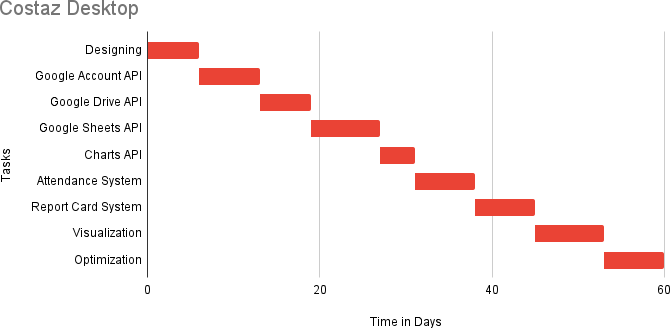 Costaz Desktop
Tasks
Designing
Google Account API
Google Drive API
Google Sheets API
Charts API
Attendance System
Report Card System
Visualization
Optimization
0 20 40 60
Time in Days